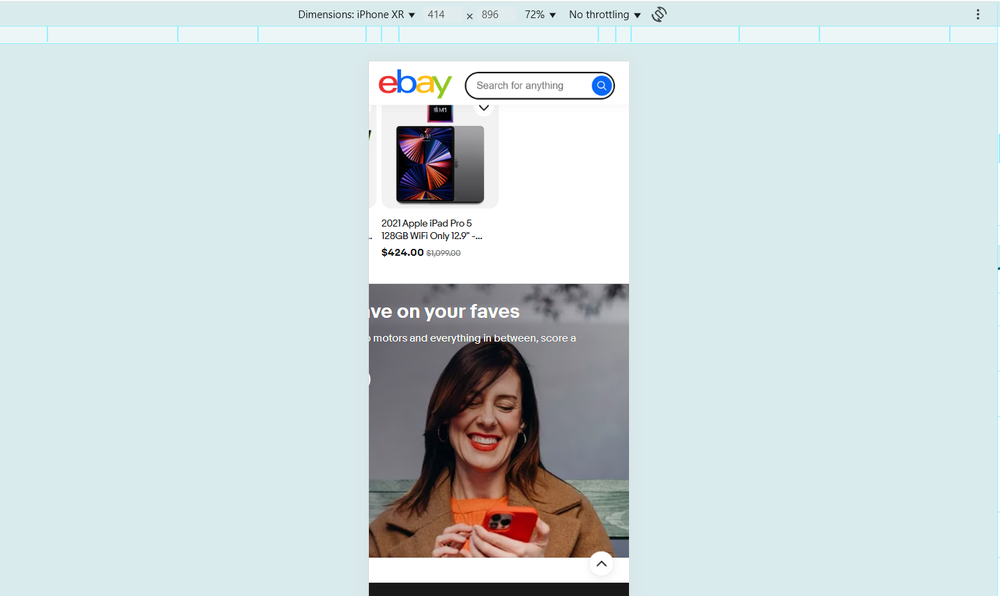 Dimensions: iPhone XR 414 × 896 72% No throttling
ebay
Search for anything
M1
9:41
2021 Apple iPad Pro 5
128GB WiFi Only 12.9" -...
$424.00 $1,099.00
ve on your faves
motors and everything in between, score a